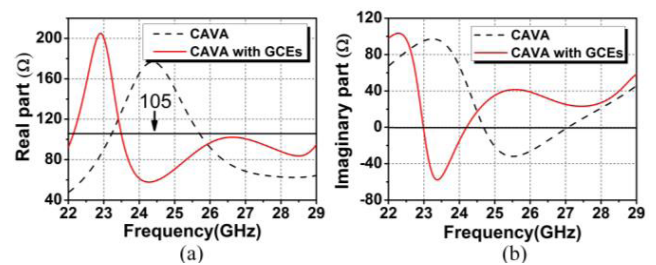 CAVA
CAVA with GCEs
105
Real part (Ω)
200
160
120
80
40
22 23 24 25 26 27 28 29
Frequency(GHz)
(a)
CAVA
CAVA with GCEs
Imaginary part (Ω)
120
80
40
0
-40
-80
22 23 24 25 26 27 28 29
Frequency(GHz)
(b)